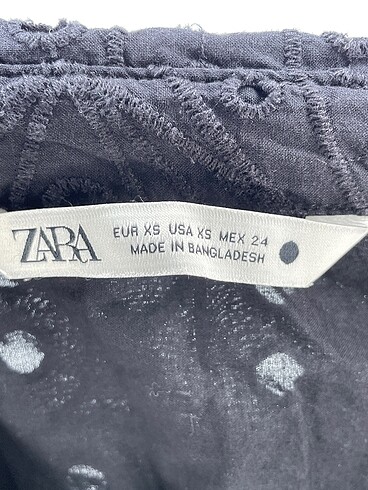 ZARA
EUR XS USA XS MEX 24
MADE IN BANGLADESH